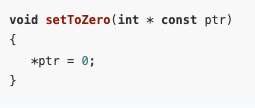 void setToZero(int * const ptr)
{
   *ptr = 0;
}